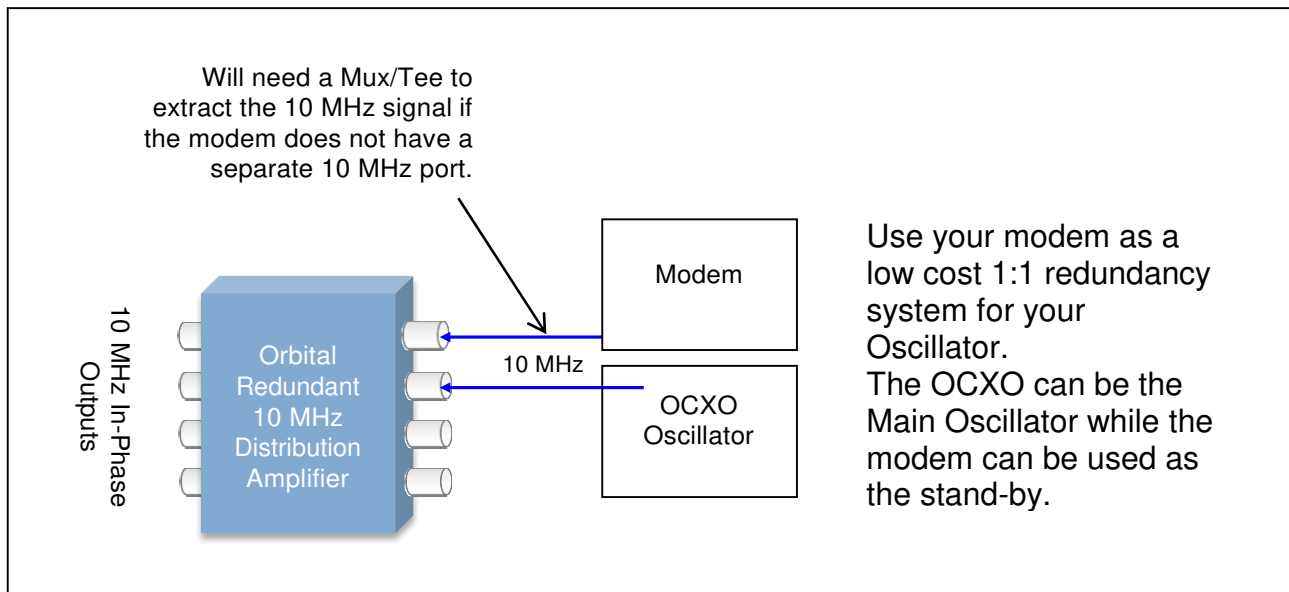 Will need a Mux/Tee to
extract the 10 MHz signal if
the modem does not have a
separate 10 MHz port.
10 MHz In-Phase
Outputs
Orbital
Redundant
10 MHz
Distribution
Amplifier
10 MHz
Modem
OCXO
Oscillator
Use your modem as a
low cost 1:1 redundancy
system for your
Oscillator.
The OCXO can be the
Main Oscillator while the
modem can be used as
the stand-by.